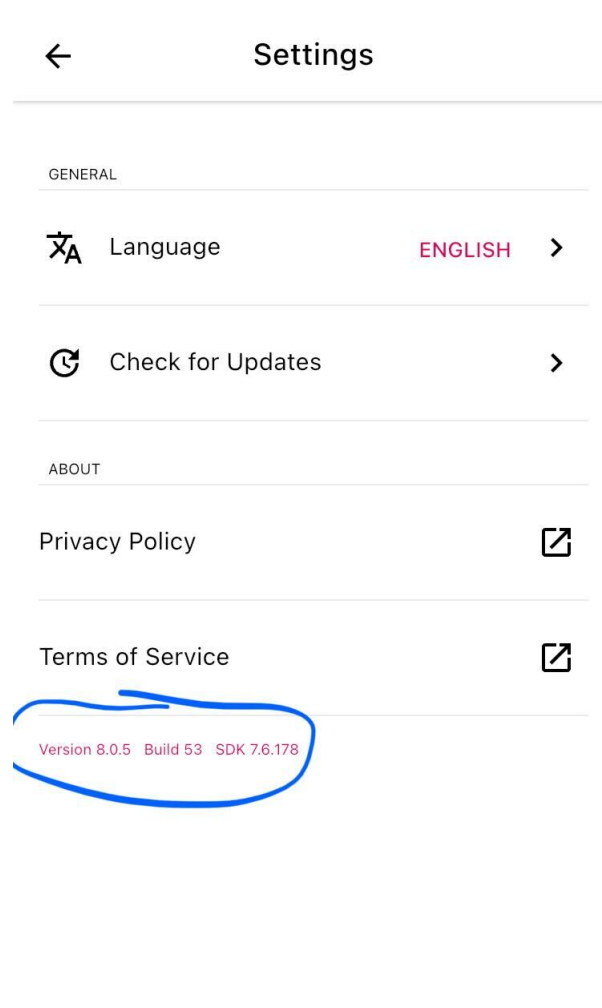 Settings
GENERAL
Language ENGLISH
Check for Updates
ABOUT
Privacy Policy
Terms of Service
Version 8.0.5 Build 53 SDK 7.6.178